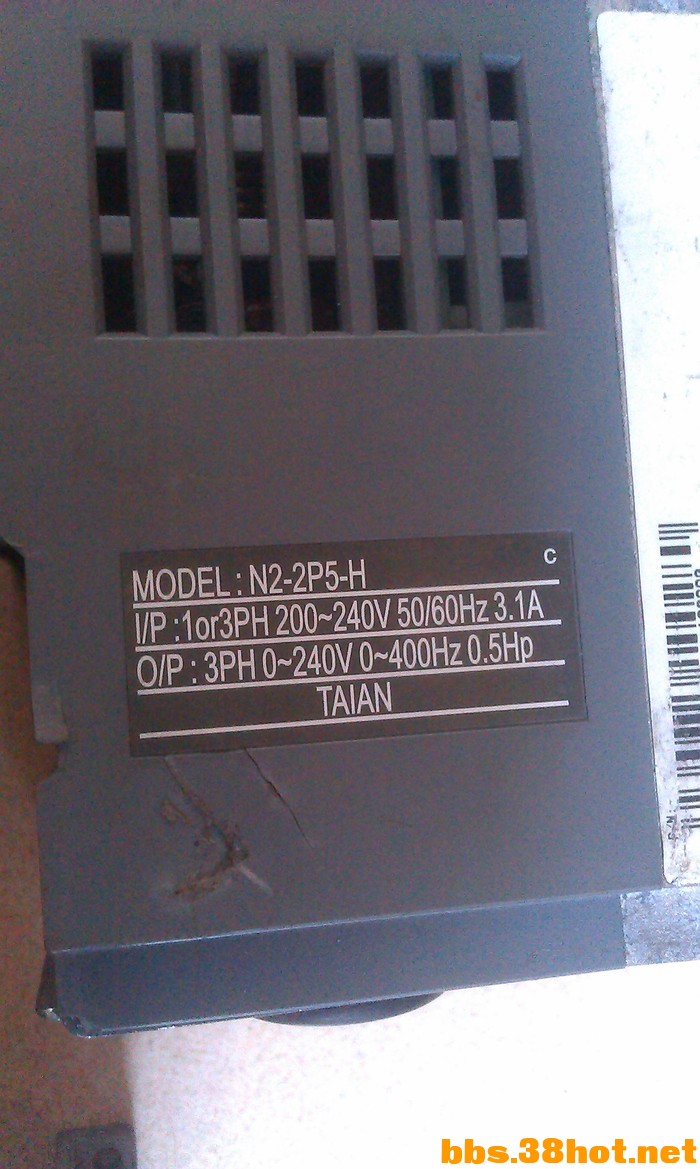 C
MODEL : N2-2P5-H
I/P :1or3PH 200~240V 50/60Hz 3.1A
O/P : 3PH 0~240V 0~400Hz 0.5Hp
TAIAN
bbs.38hot.net